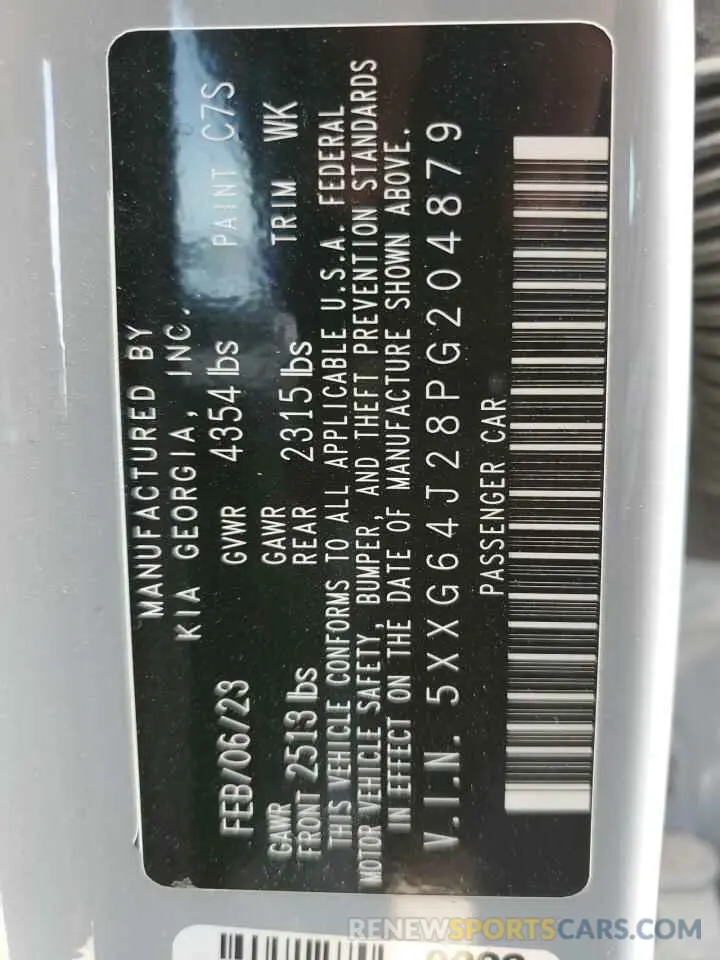 MANUFACTURED BY
KIA GEORGIA, INC.
FEB/06/23 GVWR 4354 lbs PAINT C7S
GAWR GAWR
FRONT 2513 lbs REAR 2315 lbs TRIM WK
THIS VEHICLE CONFORMS TO ALL APPLICABLE U.S.A. FEDERAL
MOTOR VEHICLE SAFETY, BUMPER, AND THEFT PREVENTION STANDARDS
IN EFFECT ON THE DATE OF MANUFACTURE SHOWN ABOVE.
V.I.N. 5XXG64J28PG204879
PASSENGER CAR
RENEWSPORTSCARS.COM